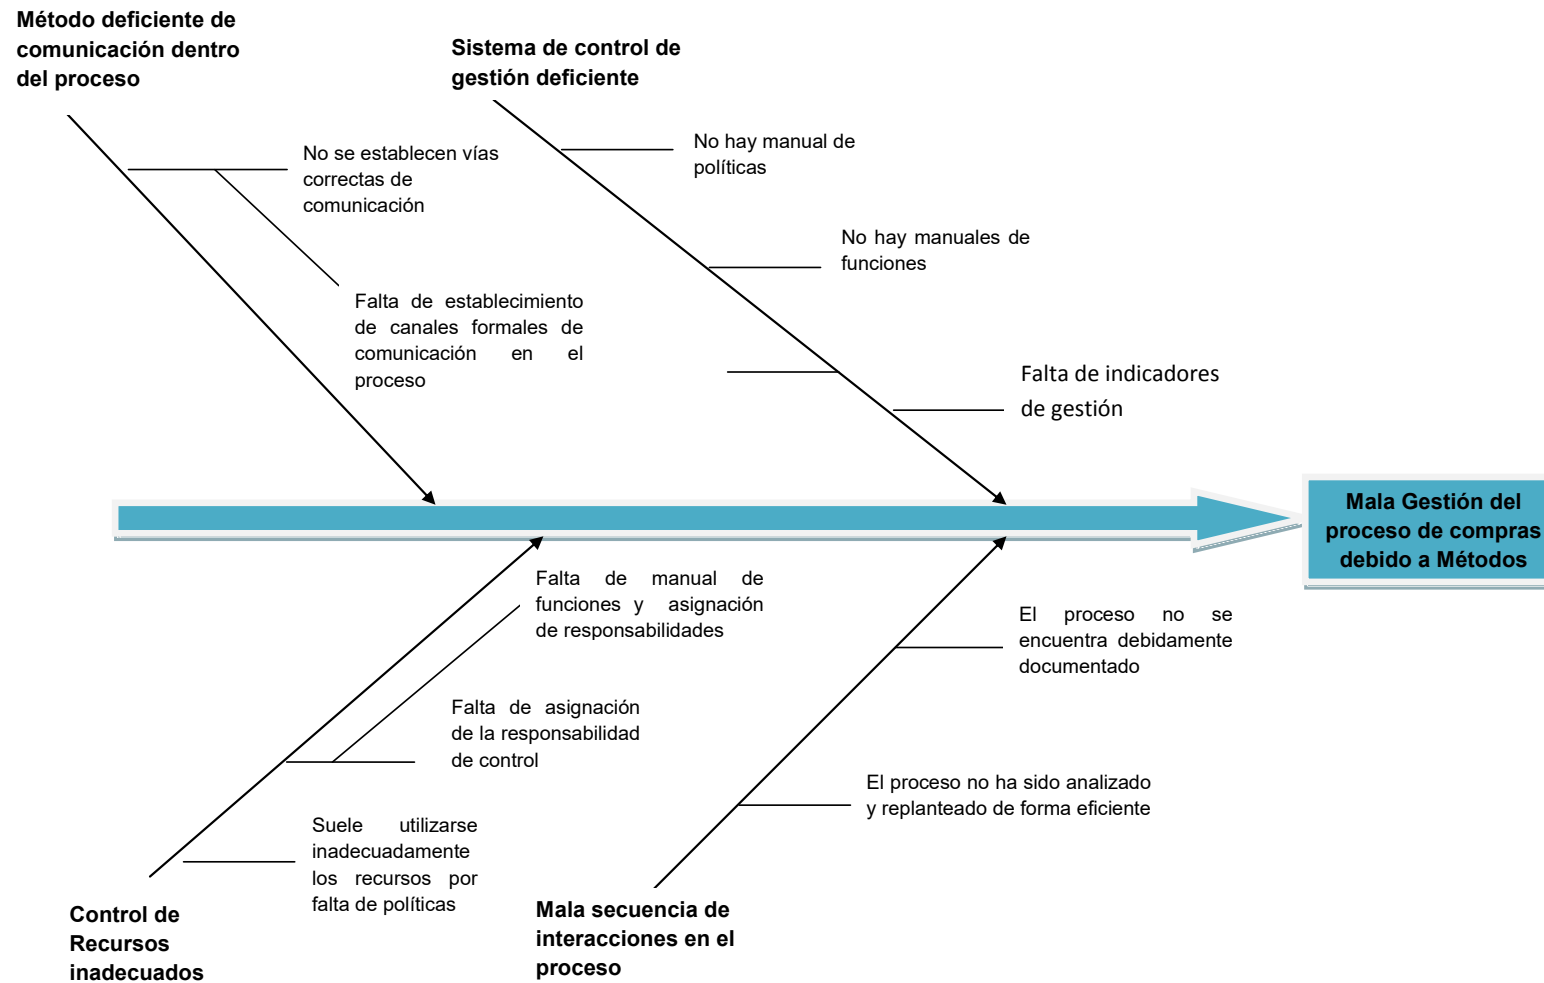 Método deficiente de
comunicación dentro
del proceso
Sistema de control de
gestión deficiente
No se establecen vías
correctas de
comunicación
No hay manual de
políticas
No hay manuales de
funciones
Falta de establecimiento
de canales formales de
comunicación en el
proceso
Falta de indicadores
de gestión
Mala Gestión del
proceso de compras
debido a Métodos
Falta de manual de
funciones y asignación
de responsabilidades
El proceso no se
encuentra debidamente
documentado
Falta de asignación
de la responsabilidad
de control
El proceso no ha sido analizado
y replanteado de forma eficiente
Suele utilizarse
inadecuadamente
los recursos por
falta de políticas
Control de
Recursos
inadecuados
Mala secuencia de
interacciones en el
proceso